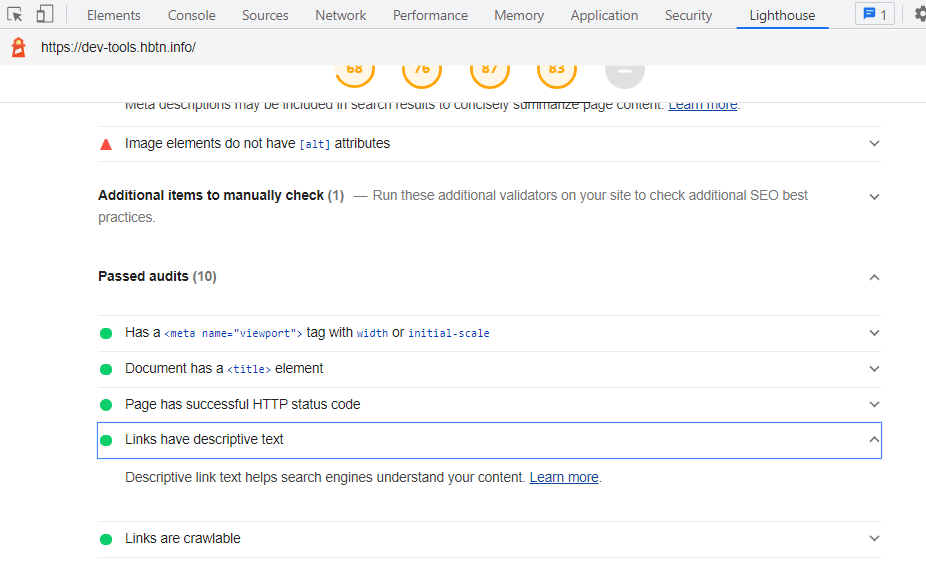 Elements Console Sources Network Performance Memory Application Security Lighthouse 1
https://dev-tools.hbtn.info/
68 76 87 83
Meta descriptions may be included in search results to concisely summarize page content. Learn more.
Image elements do not have [alt] attributes
Additional items to manually check (1) — Run these additional validators on your site to check additional SEO best
practices.
Passed audits (10)
Has a <meta name="viewport"> tag with width or initial-scale
Document has a <title> element
Page has successful HTTP status code
Links have descriptive text
Descriptive link text helps search engines understand your content. Learn more.
Links are crawlable